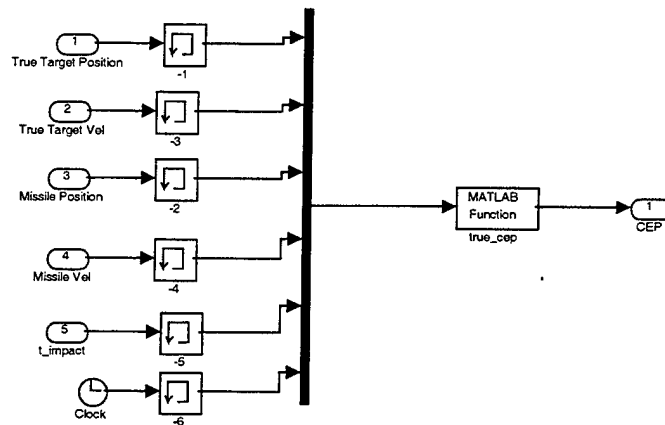 1
True Target Position
-1
2
True Target Vel
-3
3
Missile Position
-2
4
Missile Vel
-4
5
t_impact
-5
Clock
-6
MATLAB
Function
true_cep
1
CEP